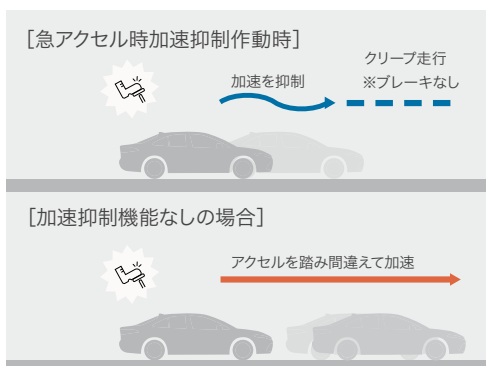 [急アクセル時加速抑制作動時]
クリープ走行
加速を抑制
※ブレーキなし
[加速抑制機能なしの場合]
アクセルを踏み間違えて加速